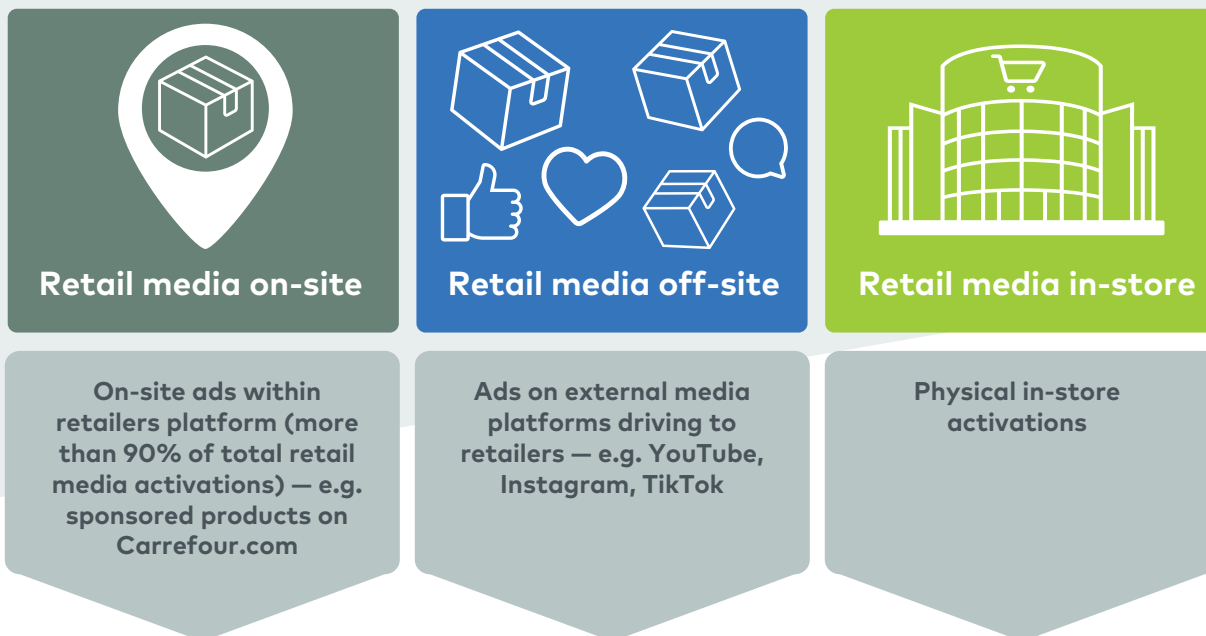 Retail media on-site
Retail media off-site
Retail media in-store
On-site ads within
retailers platform (more
than 90% of total retail
media activations) — e.g.
sponsored products on
Carrefour.com
Ads on external media
platforms driving to
retailers — e.g. YouTube,
Instagram, TikTok
Physical in-store
activations